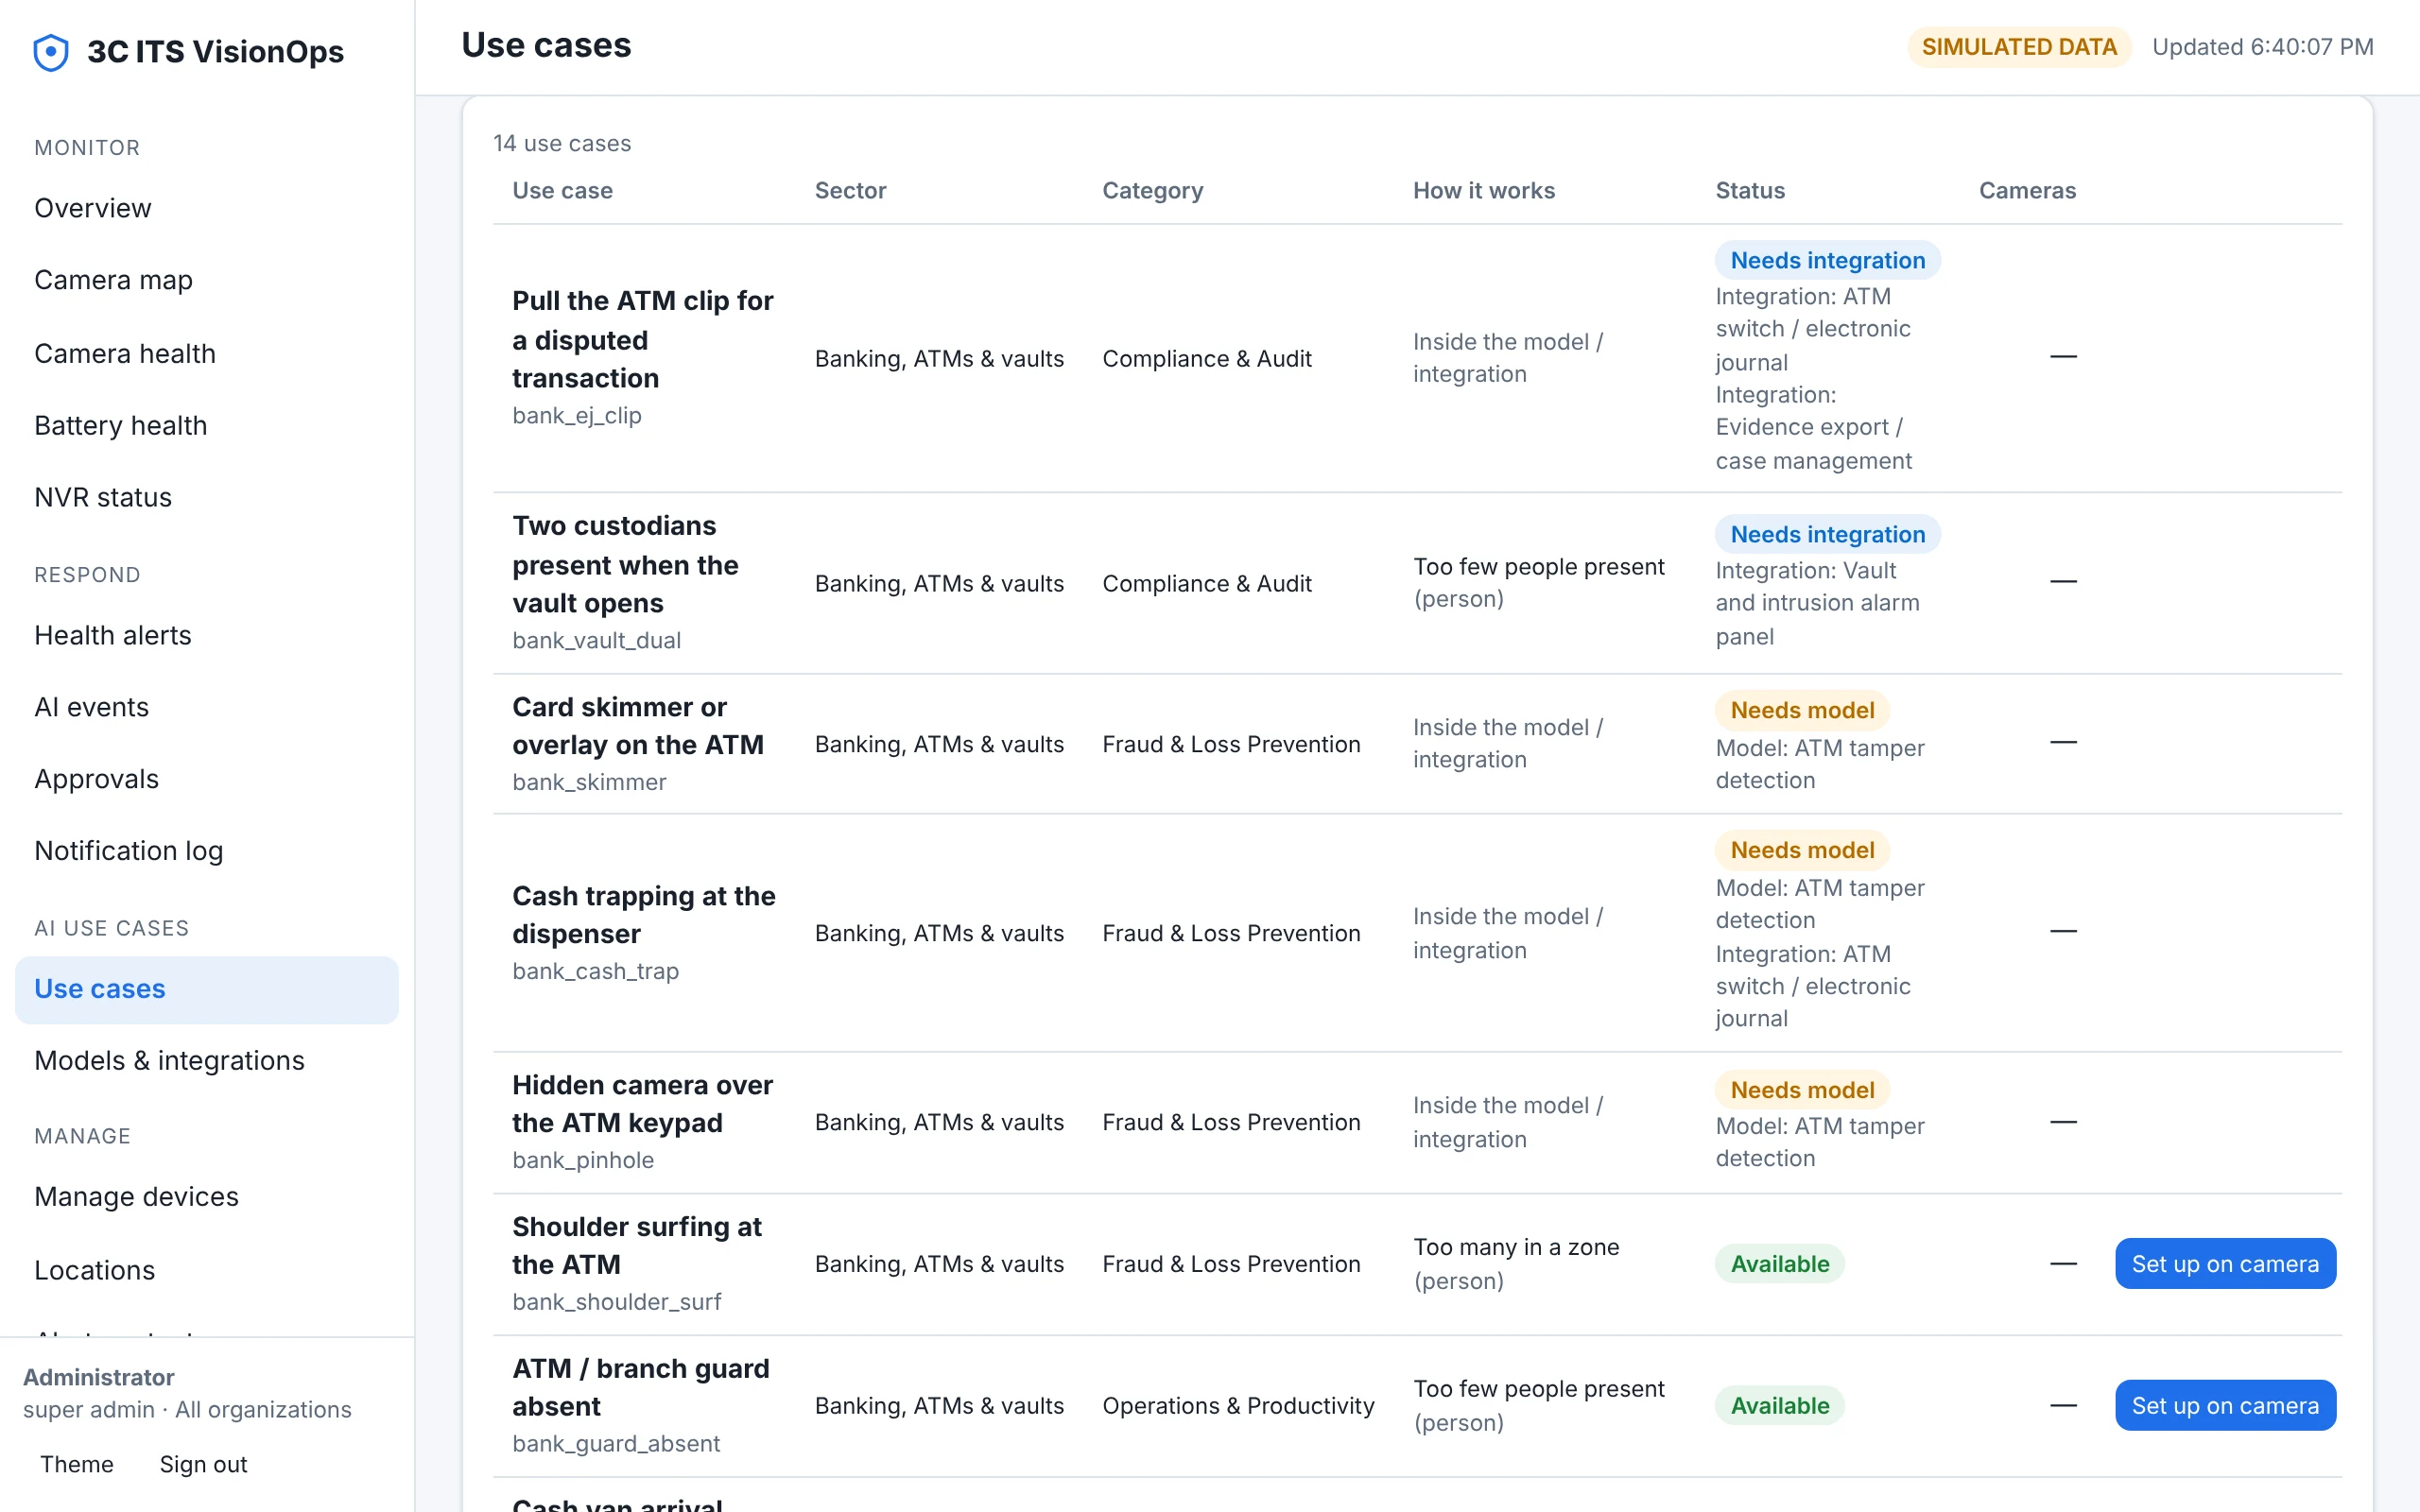 3C ITS VisionOps
MONITOR
Overview
Camera map
Camera health
Battery health
NVR status
RESPOND
Health alerts
AI events
Approvals
Notification log
AI USE CASES
Use cases
Models & integrations
MANAGE
Manage devices
Locations
Administrator
super admin · All organizations
Theme
Sign out
Use cases
SIMULATED DATA
Updated 6:40:07 PM
14 use cases
Use case
Sector
Category
How it works
Status
Cameras
Pull the ATM clip for
a disputed
transaction
bank_ej_clip
Banking, ATMs & vaults
Compliance & Audit
Inside the model /
integration
Needs integration
Integration: ATM
switch / electronic
journal
Integration:
Evidence export /
case management
—
Two custodians
present when the
vault opens
bank_vault_dual
Banking, ATMs & vaults
Compliance & Audit
Too few people present
(person)
Needs integration
Integration: Vault
and intrusion alarm
panel
—
Card skimmer or
overlay on the ATM
bank_skimmer
Banking, ATMs & vaults
Fraud & Loss Prevention
Inside the model /
integration
Needs model
Model: ATM tamper
detection
—
Cash trapping at the
dispenser
bank_cash_trap
Banking, ATMs & vaults
Fraud & Loss Prevention
Inside the model /
integration
Needs model
Model: ATM tamper
detection
Integration: ATM
switch / electronic
journal
—
Hidden camera over
the ATM keypad
bank_pinhole
Banking, ATMs & vaults
Fraud & Loss Prevention
Inside the model /
integration
Needs model
Model: ATM tamper
detection
—
Shoulder surfing at
the ATM
bank_shoulder_surf
Banking, ATMs & vaults
Fraud & Loss Prevention
Too many in a zone
(person)
Available
—
Set up on camera
ATM / branch guard
absent
bank_guard_absent
Banking, ATMs & vaults
Operations & Productivity
Too few people present
(person)
Available
—
Set up on camera
Cash van arrival